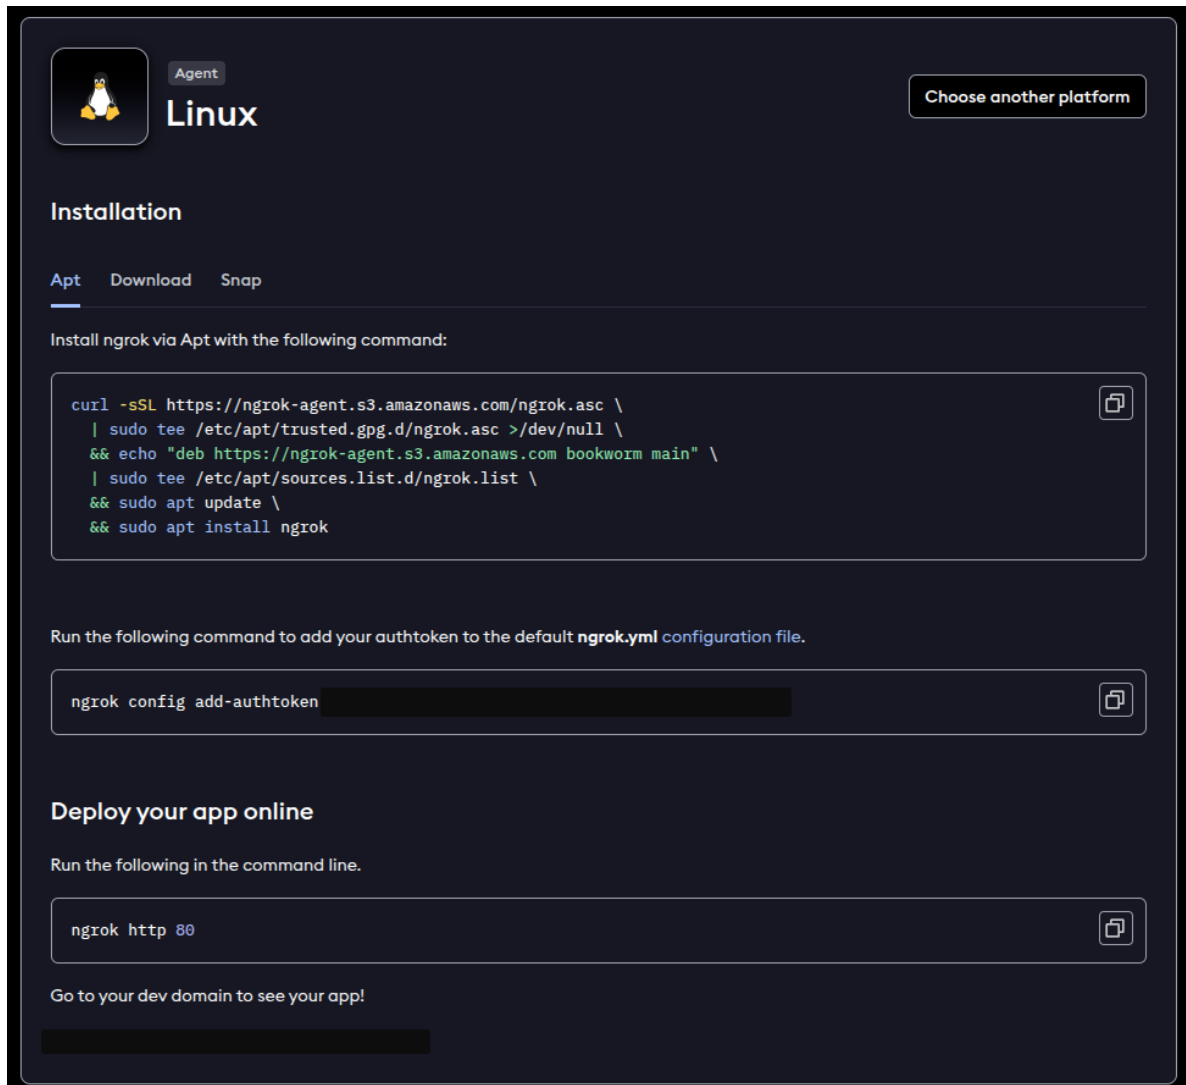 Agent
Linux
Choose another platform
Installation
Apt Download Snap
Install ngrok via Apt with the following command:
curl -sSL https://ngrok-agent.s3.amazonaws.com/ngrok.asc \
| sudo tee /etc/apt/trusted.gpg.d/ngrok.asc >/dev/null \
&& echo "deb https://ngrok-agent.s3.amazonaws.com bookworm main" \
| sudo tee /etc/apt/sources.list.d/ngrok.list \
&& sudo apt update \
&& sudo apt install ngrok
Run the following command to add your authtoken to the default ngrok.yml configuration file.
ngrok config add-authtoken
Deploy your app online
Run the following in the command line.
ngrok http 80
Go to your dev domain to see your app!